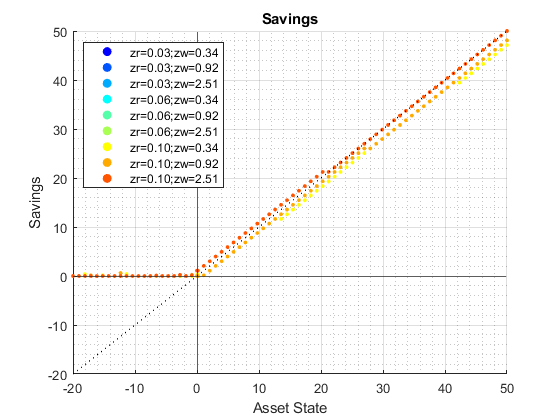 Savings
50
40
30
20
10
0
-10
-20
Savings
zr=0.03;zw=0.34
zr=0.03;zw=0.92
zr=0.03;zw=2.51
zr=0.06;zw=0.34
zr=0.06;zw=0.92
zr=0.06;zw=2.51
zr=0.10;zw=0.34
zr=0.10;zw=0.92
zr=0.10;zw=2.51
-20 -10 0 10 20 30 40 50
Asset State